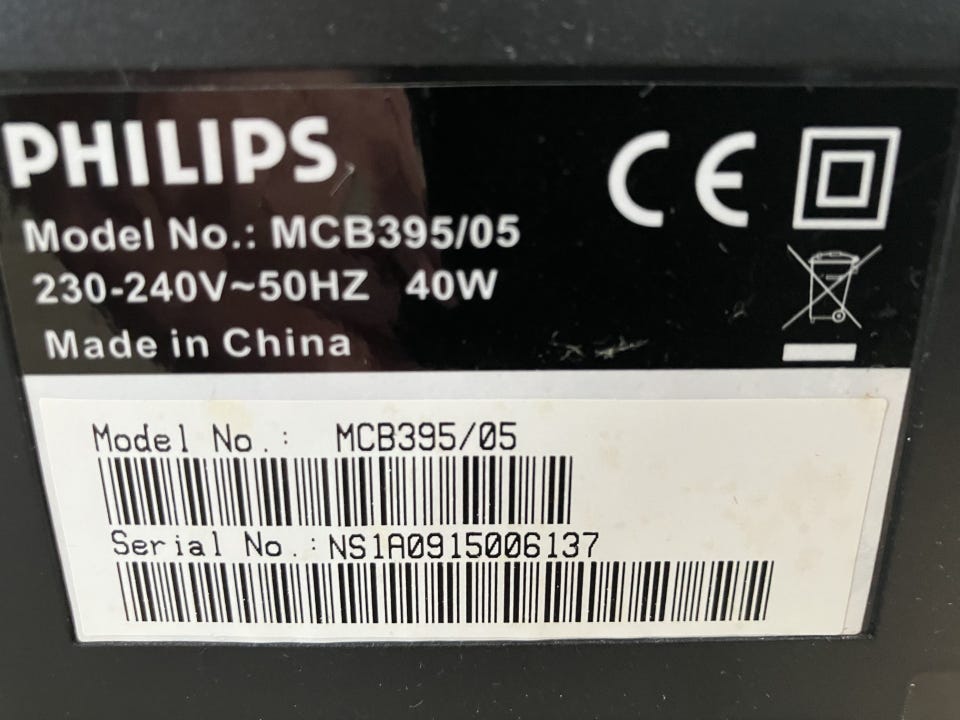 PHILIPS
Model No.: MCB395/05
230-240V~50HZ 40W
Made in China
CE
Model No.: MCB395/05
Serial No.: NS1A0915006137